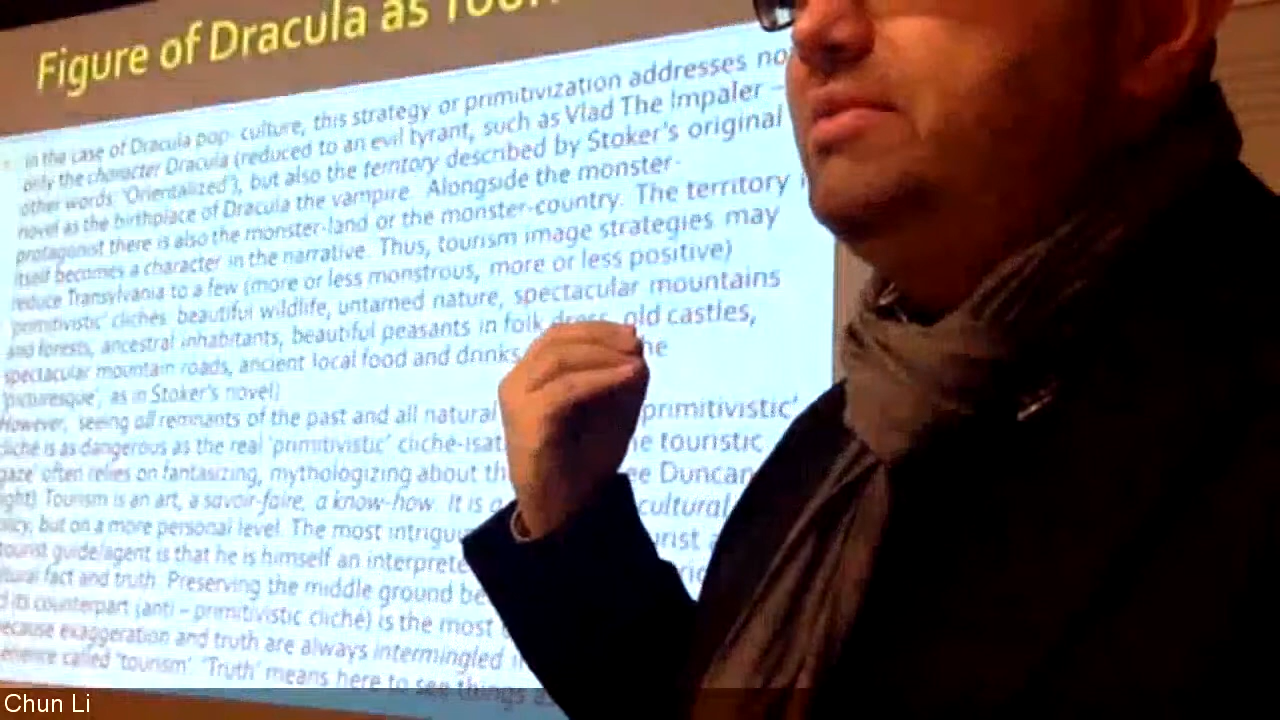 Figure of Dracula as
In the case of Dracula pop- culture, this strategy or primitivization addresses
only the character Dracula (reduced to an evil tyrant, such as Vlad The Impaler –
other words: 'Orientalized'), but also the territory described by Stoker's original
novel as the birthplace of Dracula the vampire. Alongside the monster-
protagonist there is also the monster-land or the monster-country. The territory
itself becomes a character in the narrative. Thus, tourism image strategies may
reduce Transylvania to a few (more or less monstrous, more or less positive)
'primitivistic' clichés: beautiful wildlife, untamed nature, spectacular mountains
and forests, ancestral inhabitants, beautiful peasants in folk dress, old castles,
spectacular mountain roads, ancient local food and drinks
'picturesque', as in Stoker's novel)
However, seeing all remnants of the past and all natural primitivistic'
cliché is as dangerous as the real 'primitivistic' cliche-isat touristic
gaze' often relies on fantasizing, mythologizing about Duncan
Tourism is an art, a savoir-faire, a know-how. It is cultural
but on a more personal level. The most
tourist guide/agent is that he is himself an
fact and truth. Preserving the middle ground
its counterpart (anti – primitivistic cliché) is the most
because exaggeration and truth are always intermingled
called 'tourism'. 'Truth' means here to see things
Chun Li